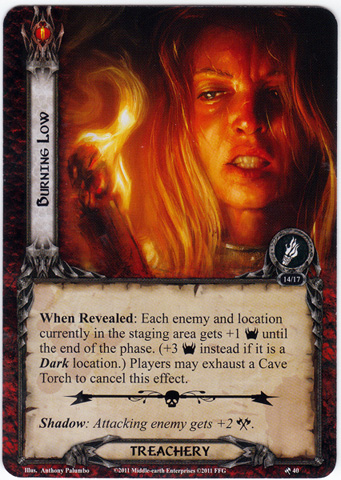 BURNING LOW
14/17
When Revealed: Each enemy and location
currently in the staging area gets +1 until
the end of the phase. (+3 instead if it is a
Dark location.) Players may exhaust a Cave
Torch to cancel this effect.
Shadow: Attacking enemy gets +2 .
TREACHERY
Illus. Anthony Palumbo ©2011 Middle-earth Enterprises ©2011 FFG 40